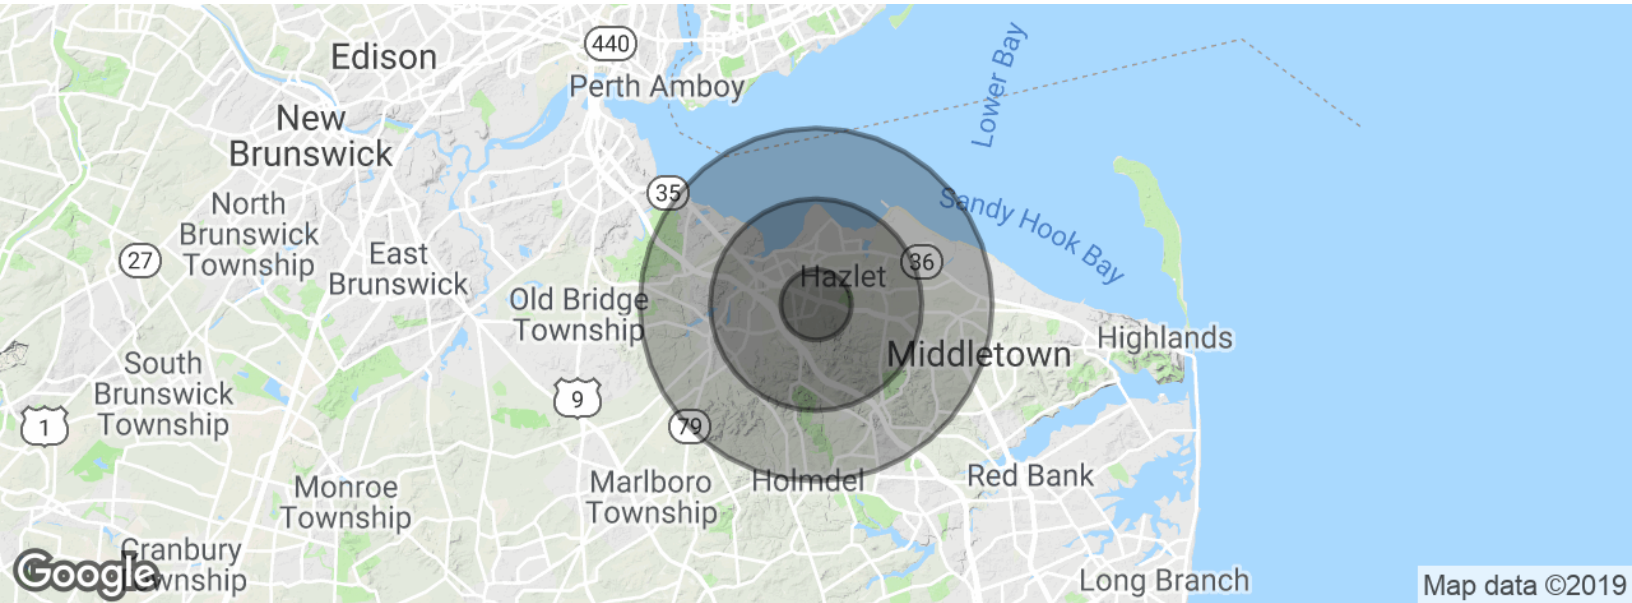 Edison
440
Perth Amboy
Lower Bay
New
Brunswick
35
North
Brunswick
Township
Sandy Hook Bay
27
East
Brunswick
36
Hazlet
Old Bridge
Township
Highlands
Middletown
South
Brunswick
Township
9
1
79
Monroe
Township
Marlboro
Township
Holmdel
Red Bank
Cranbury
Township
Google
Long Branch
Map data ©2019